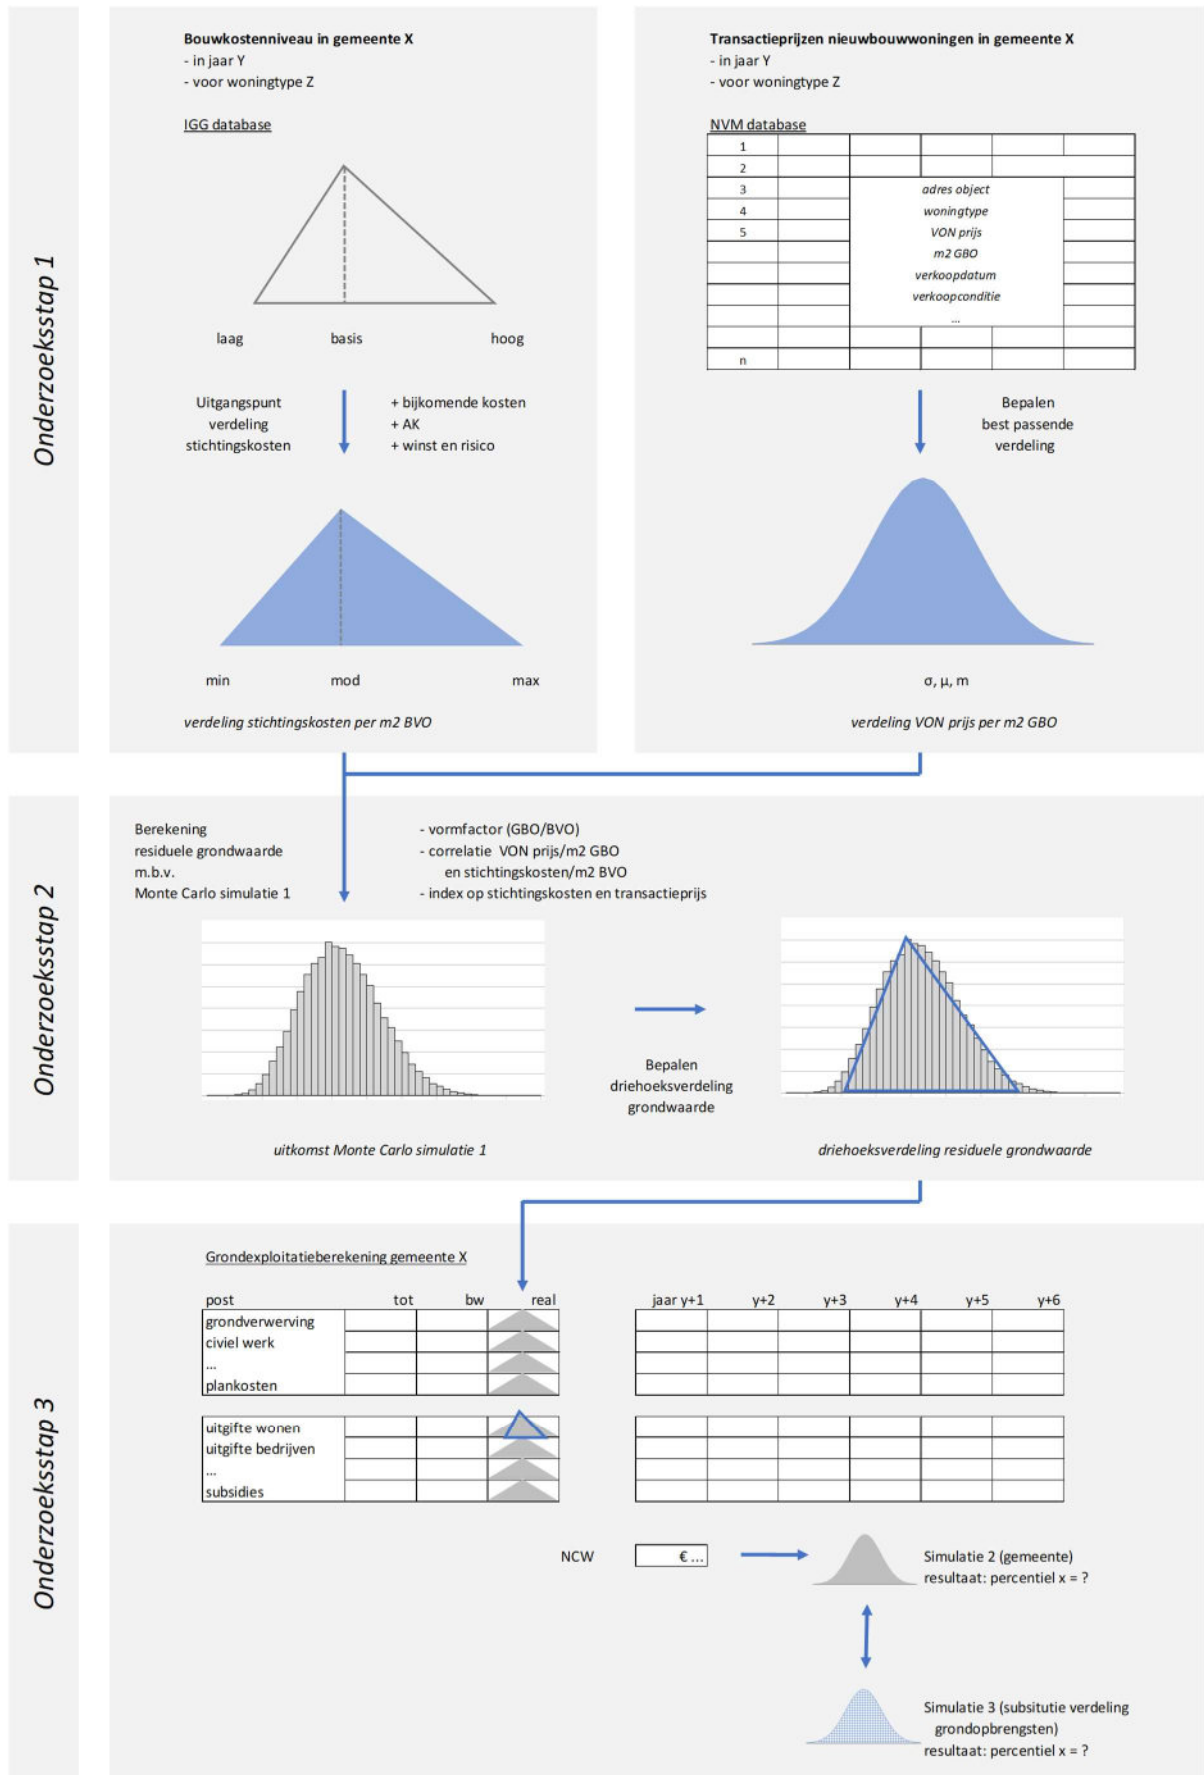 Onderzoeksstap 1
Bouwkostenniveau in gemeente X
- in jaar Y
- voor woningtype Z
IGG database
laag basis hoog
Uitgangspunt
verdeling
stichtingskosten
+ bijkomende kosten
+ AK
+ winst en risico
min mod max
verdeling stichtingskosten per m2 BVO
Transactieprijzen nieuwbouwwoningen in gemeente X
- in jaar Y
- voor woningtype Z
NVM database
1
2
3
4
5
n
adres object
woningtype
VON prijs
m2 GBO
verkoopdatum
verkoopconditie
...
Bepalen
best passende
verdeling
σ, μ, m
verdeling VON prijs per m2 GBO
Onderzoeksstap 2
Berekening
residuele grondwaarde
m.b.v.
Monte Carlo simulatie 1
- vormfactor (GBO/BVO)
- correlatie VON prijs/m2 GBO
en stichtingskosten/m2 BVO
- index op stichtingskosten en transactieprijs
Bepalen
driehoeksverdeling
grondwaarde
uitkomst Monte Carlo simulatie 1
driehoeksverdeling residuele grondwaarde
Onderzoeksstap 3
Grondexploitatieberekening gemeente X
post tot bw real jaar y+1 y+2 y+3 y+4 y+5 y+6
grondverwerving
civiel werk
...
plankosten
uitgifte wonen
uitgifte bedrijven
...
subsidies
NCW € ...
Simulatie 2 (gemeente)
resultaat: percentiel x = ?
Simulatie 3 (subsitutie verdeling
grondopbrengsten)
resultaat: percentiel x = ?